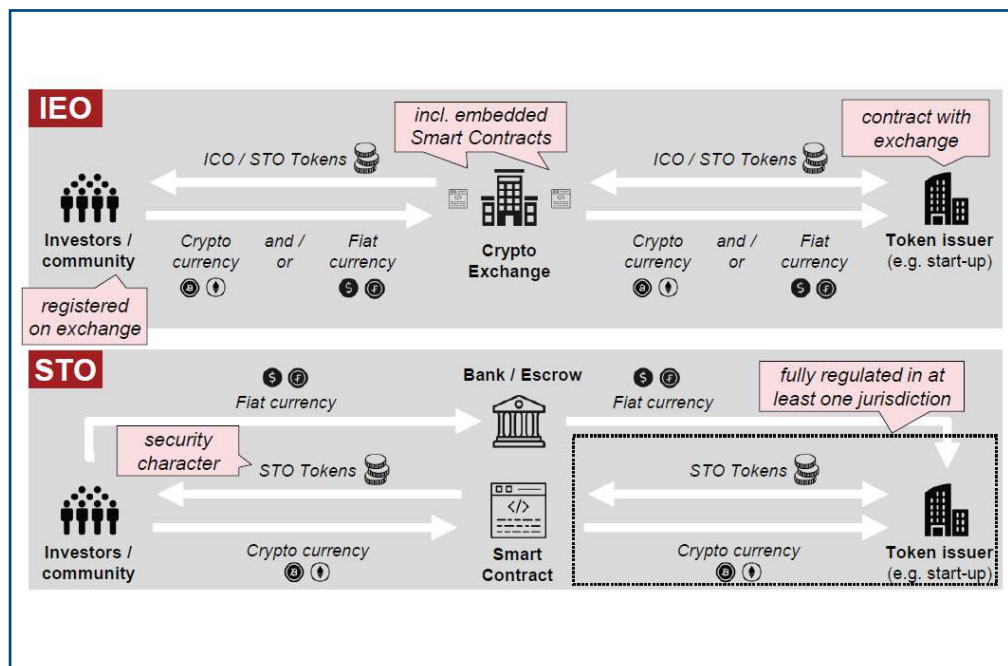 IEO
incl. embedded
Smart Contracts
contract with
exchange
ICO / STO Tokens
ICO / STO Tokens
Investors /
community
Crypto and / Fiat
currency or currency
Crypto
Exchange
Crypto and / Fiat
currency or currency
Token issuer
(e.g. start-up)
registered
on exchange
STO
Fiat currency
Bank / Escrow
Fiat currency
fully regulated in at
least one jurisdiction
security
character
STO Tokens
STO Tokens
</>
Investors /
community
Crypto currency
Smart
Contract
Crypto currency
Token issuer
(e.g. start-up)